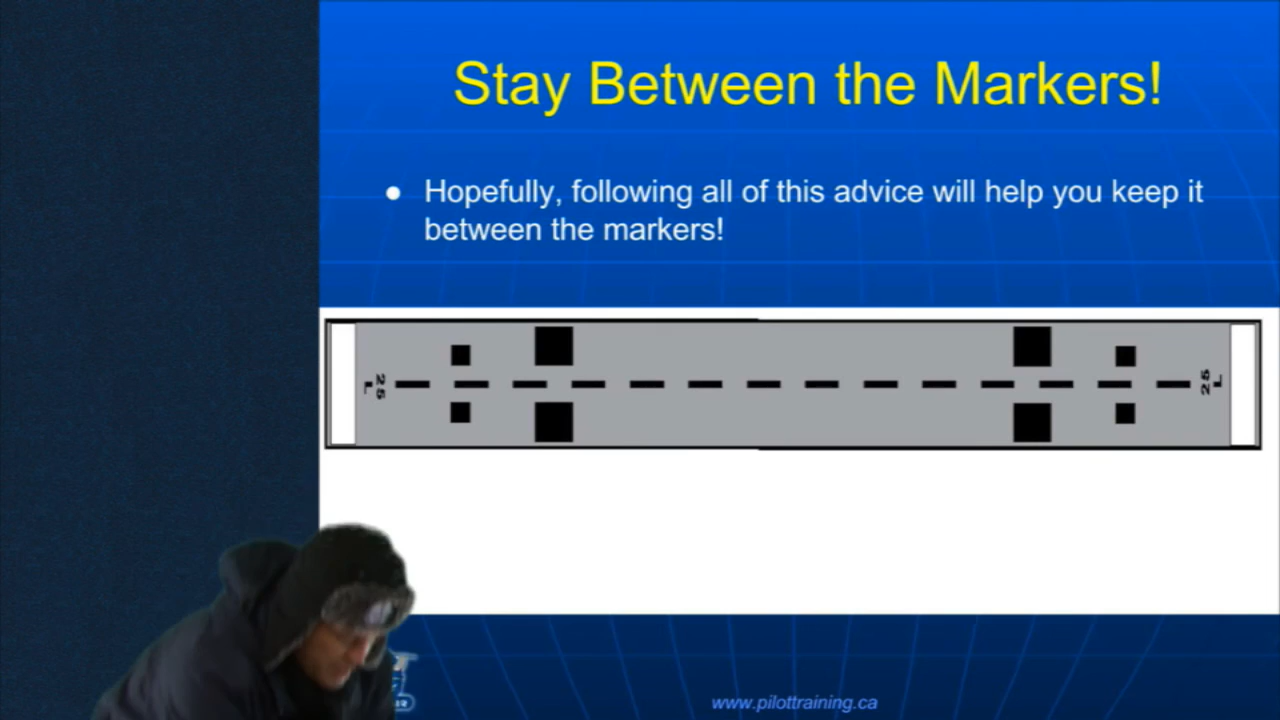 Stay Between the Markers!
Hopefully, following all of this advice will help you keep it
between the markers!
25
L
25
L
www.pilottraining.ca